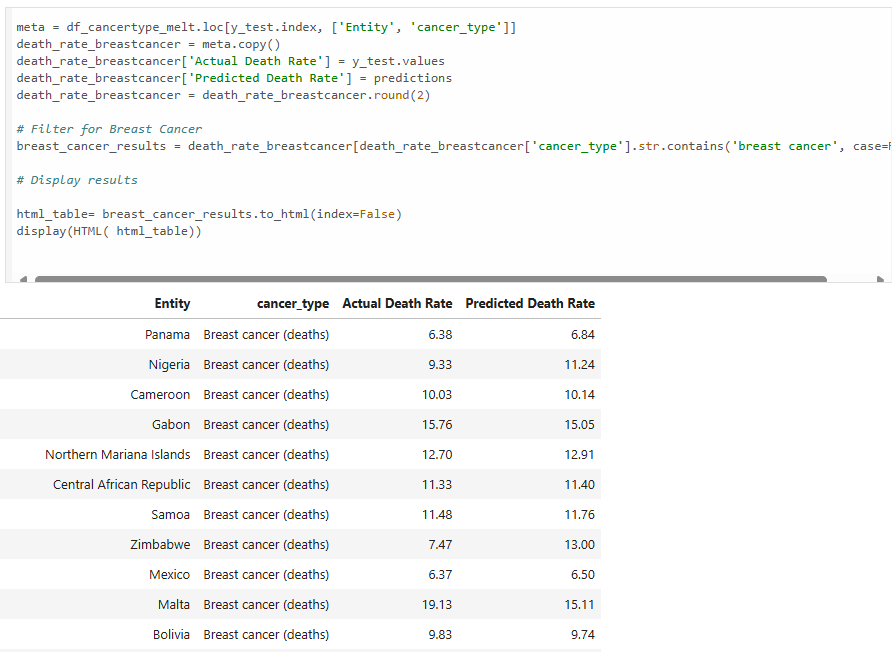 meta = df_cancertype_melt.loc[y_test.index, ['Entity', 'cancer_type']]
death_rate_breastcancer = meta.copy()
death_rate_breastcancer['Actual Death Rate'] = y_test.values
death_rate_breastcancer['Predicted Death Rate'] = predictions
death_rate_breastcancer = death_rate_breastcancer.round(2)
# Filter for Breast Cancer
breast_cancer_results = death_rate_breastcancer[death_rate_breastcancer['cancer_type'].str.contains('breast cancer', case=
# Display results
html_table= breast_cancer_results.to_html(index=False)
display(HTML( html_table))
Entity cancer_type Actual Death Rate Predicted Death Rate
Panama Breast cancer (deaths) 6.38 6.84
Nigeria Breast cancer (deaths) 9.33 11.24
Cameroon Breast cancer (deaths) 10.03 10.14
Gabon Breast cancer (deaths) 15.76 15.05
Northern Mariana Islands Breast cancer (deaths) 12.70 12.91
Central African Republic Breast cancer (deaths) 11.33 11.40
Samoa Breast cancer (deaths) 11.48 11.76
Zimbabwe Breast cancer (deaths) 7.47 13.00
Mexico Breast cancer (deaths) 6.37 6.50
Malta Breast cancer (deaths) 19.13 15.11
Bolivia Breast cancer (deaths) 9.83 9.74